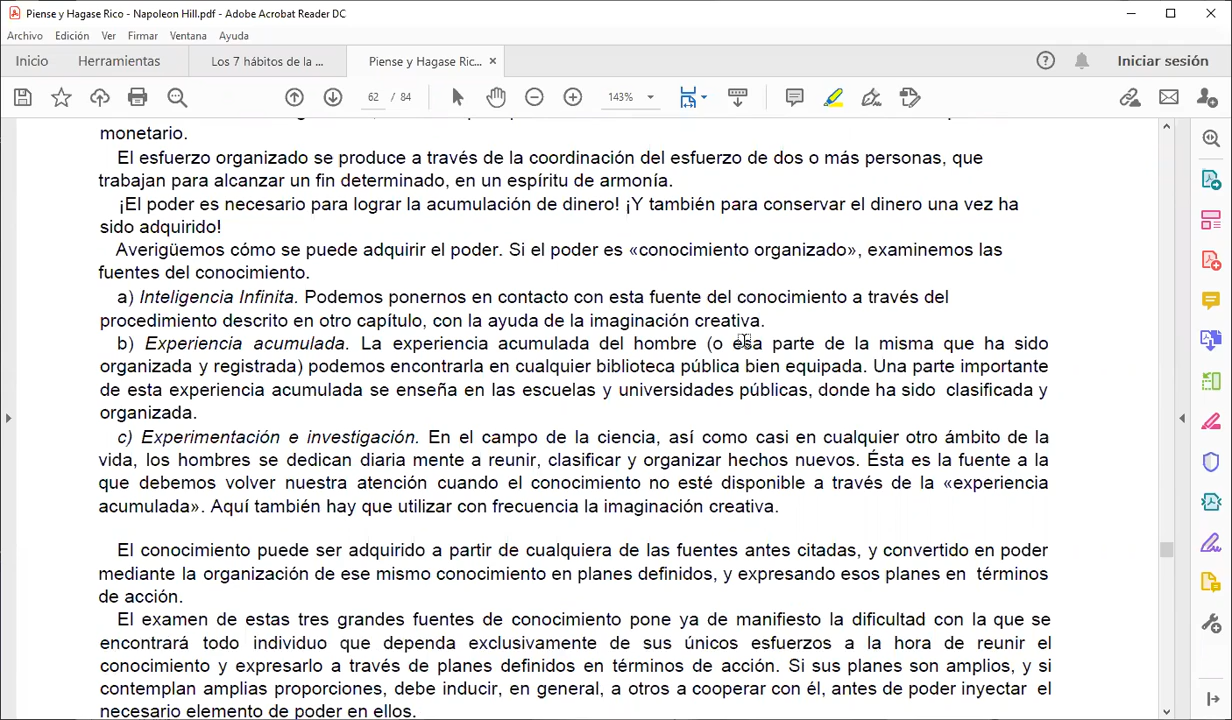 Piense y Hagase Rico - Napoleon Hill.pdf - Adobe Acrobat Reader DC
Archivo Edición Ver Firmar Ventana Ayuda
Inicio Herramientas Los 7 hábitos de la ... Piense y Hagase Ric... × Iniciar sesión
62 / 84 143%
monetario.
El esfuerzo organizado se produce a través de la coordinación del esfuerzo de dos o más personas, que
trabajan para alcanzar un fin determinado, en un espíritu de armonía.
¡El poder es necesario para lograr la acumulación de dinero! ¡Y también para conservar el dinero una vez ha
sido adquirido!
Averigüemos cómo se puede adquirir el poder. Si el poder es «conocimiento organizado», examinemos las
fuentes del conocimiento.
a) Inteligencia Infinita. Podemos ponernos en contacto con esta fuente del conocimiento a través del
procedimiento descrito en otro capítulo, con la ayuda de la imaginación creativa.
b) Experiencia acumulada. La experiencia acumulada del hombre (o esa parte de la misma que ha sido
organizada y registrada) podemos encontrarla en cualquier biblioteca pública bien equipada. Una parte importante
de esta experiencia acumulada se enseña en las escuelas y universidades públicas, donde ha sido clasificada y
organizada.
c) Experimentación e investigación. En el campo de la ciencia, así como casi en cualquier otro ámbito de la
vida, los hombres se dedican diaria mente a reunir, clasificar y organizar hechos nuevos. Ésta es la fuente a la
que debemos volver nuestra atención cuando el conocimiento no esté disponible a través de la «experiencia
acumulada». Aquí también hay que utilizar con frecuencia la imaginación creativa.
El conocimiento puede ser adquirido a partir de cualquiera de las fuentes antes citadas, y convertido en poder
mediante la organización de ese mismo conocimiento en planes definidos, y expresando esos planes en términos
de acción.
El examen de estas tres grandes fuentes de conocimiento pone ya de manifiesto la dificultad con la que se
encontrará todo individuo que dependa exclusivamente de sus únicos esfuerzos a la hora de reunir el
conocimiento y expresarlo a través de planes definidos en términos de acción. Si sus planes son amplios, y si
contemplan amplias proporciones, debe inducir, en general, a otros a cooperar con él, antes de poder inyectar el
necesario elemento de poder en ellos.